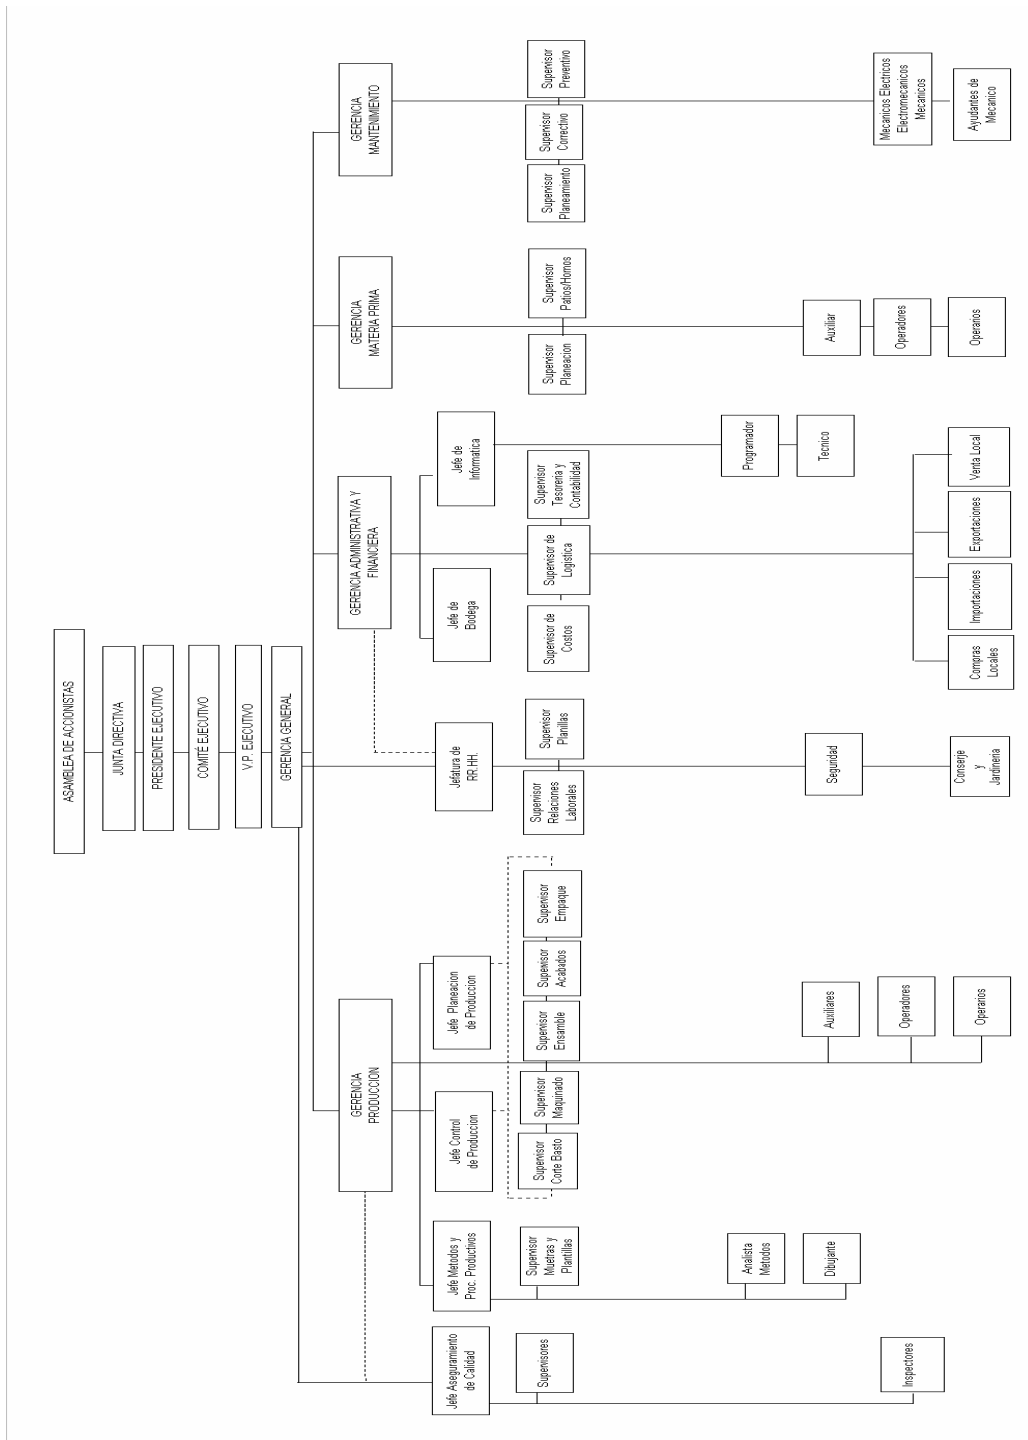 ASAMBLEA DE ACCIONISTAS
JUNTA DIRECTIVA
PRESIDENTE EJECUTIVO
COMITÉ EJECUTIVO
V.P. EJECUTIVO
GERENCIA GENERAL
GERENCIA
PRODUCCION
GERENCIA ADMINISTRATIVA Y
FINANCIERA
GERENCIA
MATERIA PRIMA
GERENCIA
MANTENIMIENTO
Jefe Aseguramiento
de Calidad
Jefe Metodos y
Proc. Productivos
Jefe Control
de Produccion
Jefe Planeacion
de Produccion
Jefatura de
RR.HH.
Jefe de
Bodega
Jefe de
Informatica
Supervisores
Supervisor
Muetras y
Plantillas
Supervisor
Corte Basto
Supervisor
Maquinado
Supervisor
Ensamble
Supervisor
Acabados
Supervisor
Empaque
Supervisor
Relaciones
Laborales
Supervisor
Planillas
Supervisor de
Costos
Supervisor de
Logistica
Supervisor
Tesoreria y
Contabilidad
Supervisor
Planeacion
Supervisor
Patios/Hornos
Supervisor
Planeamiento
Supervisor
Correctivo
Supervisor
Preventivo
Analista
Metodos
Programador
Dibujante
Auxiliares
Seguridad
Tecnico
Auxiliar
Inspectores
Operadores
Operadores
Mecanicos Electricos
Electromecanicos
Mecanicos
Operarios
Conserje
y
Jardineria
Compras
Locales
Importaciones
Exportaciones
Venta Local
Operarios
Ayudantes de
Mecanico